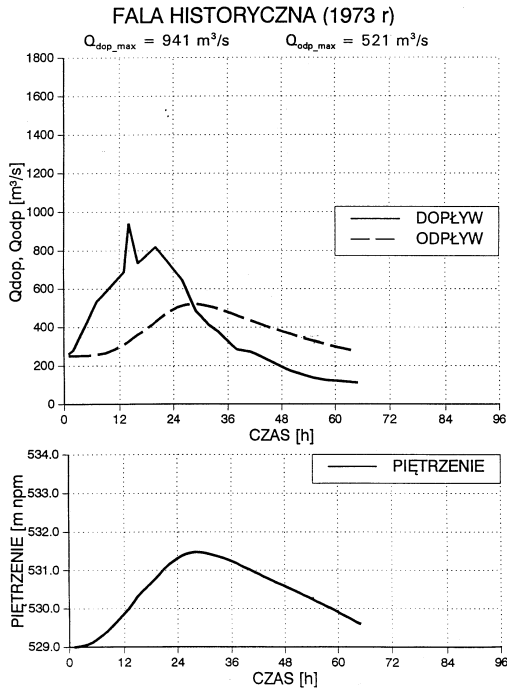 FALA HISTORYCZNA (1973 r)
Qdop_max = 941 m³/s Qodp_max = 521 m³/s
Qdop, Qodp [m³/s]
1800
1600
1400
1200
1000
800
600
400
200
0
DOPŁYW
ODPŁYW
0 12 24 36 48 60 72 84 96
CZAS [h]
PIĘTRZENIE [m npm
534.0
533.0
532.0
531.0
530.0
529.0
PIĘTRZENIE
0 12 24 36 48 60 72 84 96
CZAS [h]